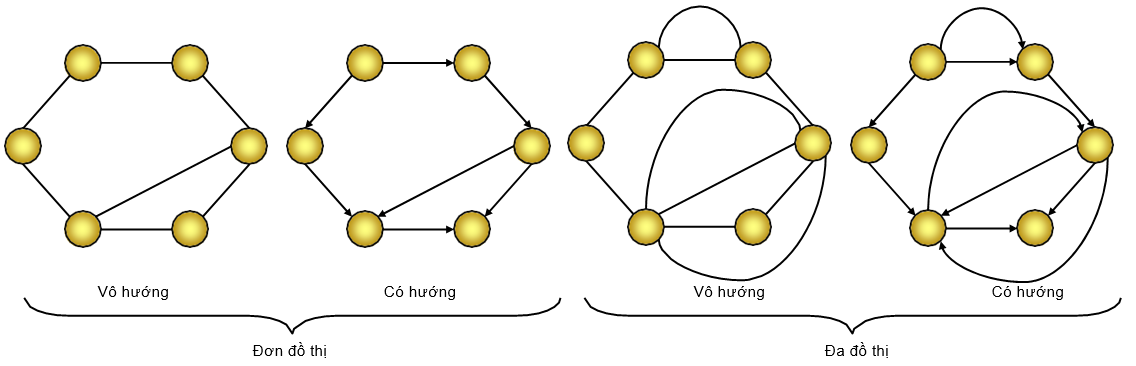 Vô hướng
Có hướng
Vô hướng
Có hướng
Đơn đồ thị
Đa đồ thị